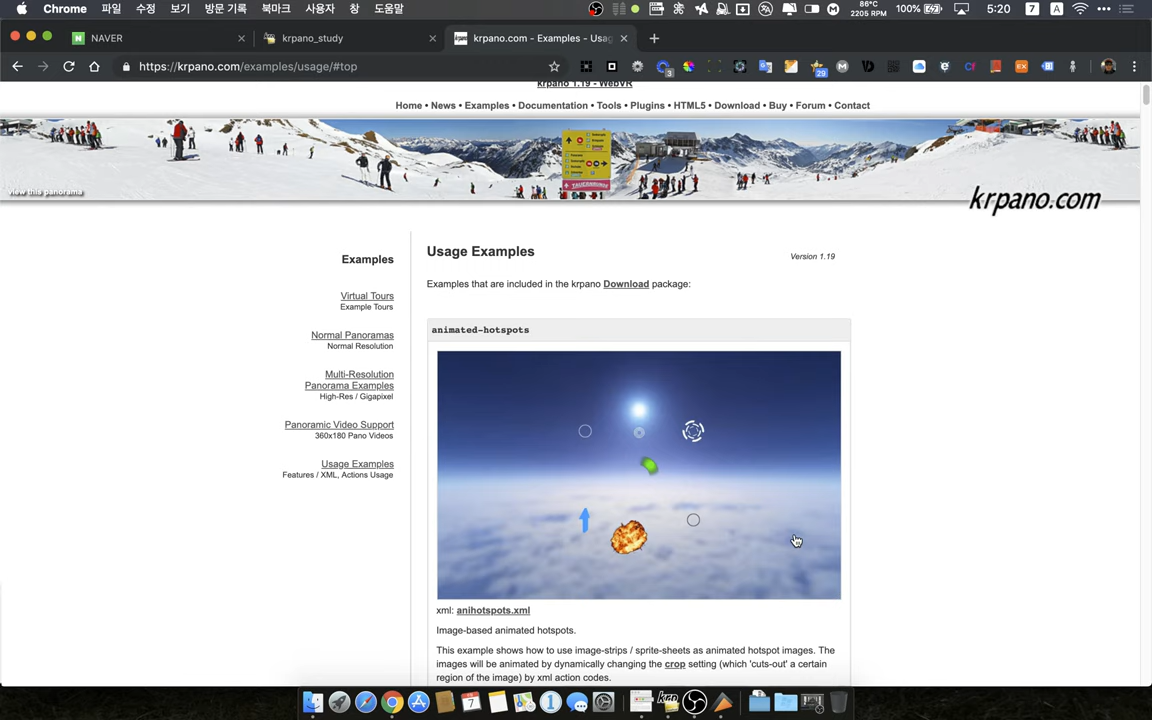 Chrome 파일 수정 보기 방문 기록 북마크 사용자 창 도움말 86°C 2205 RPM 100% 5:20 7 A
NAVER krpano_study krpano.com - Examples - Usag
https://krpano.com/examples/usage/#top
krpano 1.19 - WebVR
Home • News • Examples • Documentation • Tools • Plugins • HTML5 • Download • Buy • Forum • Contact
view this panorama
krpano.com
Examples
Virtual Tours
Example Tours
Normal Panoramas
Normal Resolution
Multi-Resolution
Panorama Examples
High-Res / Gigapixel
Panoramic Video Support
360x180 Pano Videos
Usage Examples
Features / XML, Actions Usage
Usage Examples
Version 1.19
Examples that are included in the krpano Download package:
animated-hotspots
xml: anihotspots.xml
Image-based animated hotspots.
This example shows how to use image-strips / sprite-sheets as animated hotspot images. The
images will be animated by dynamically changing the crop setting (which 'cuts-out' a certain
region of the image) by xml action codes.